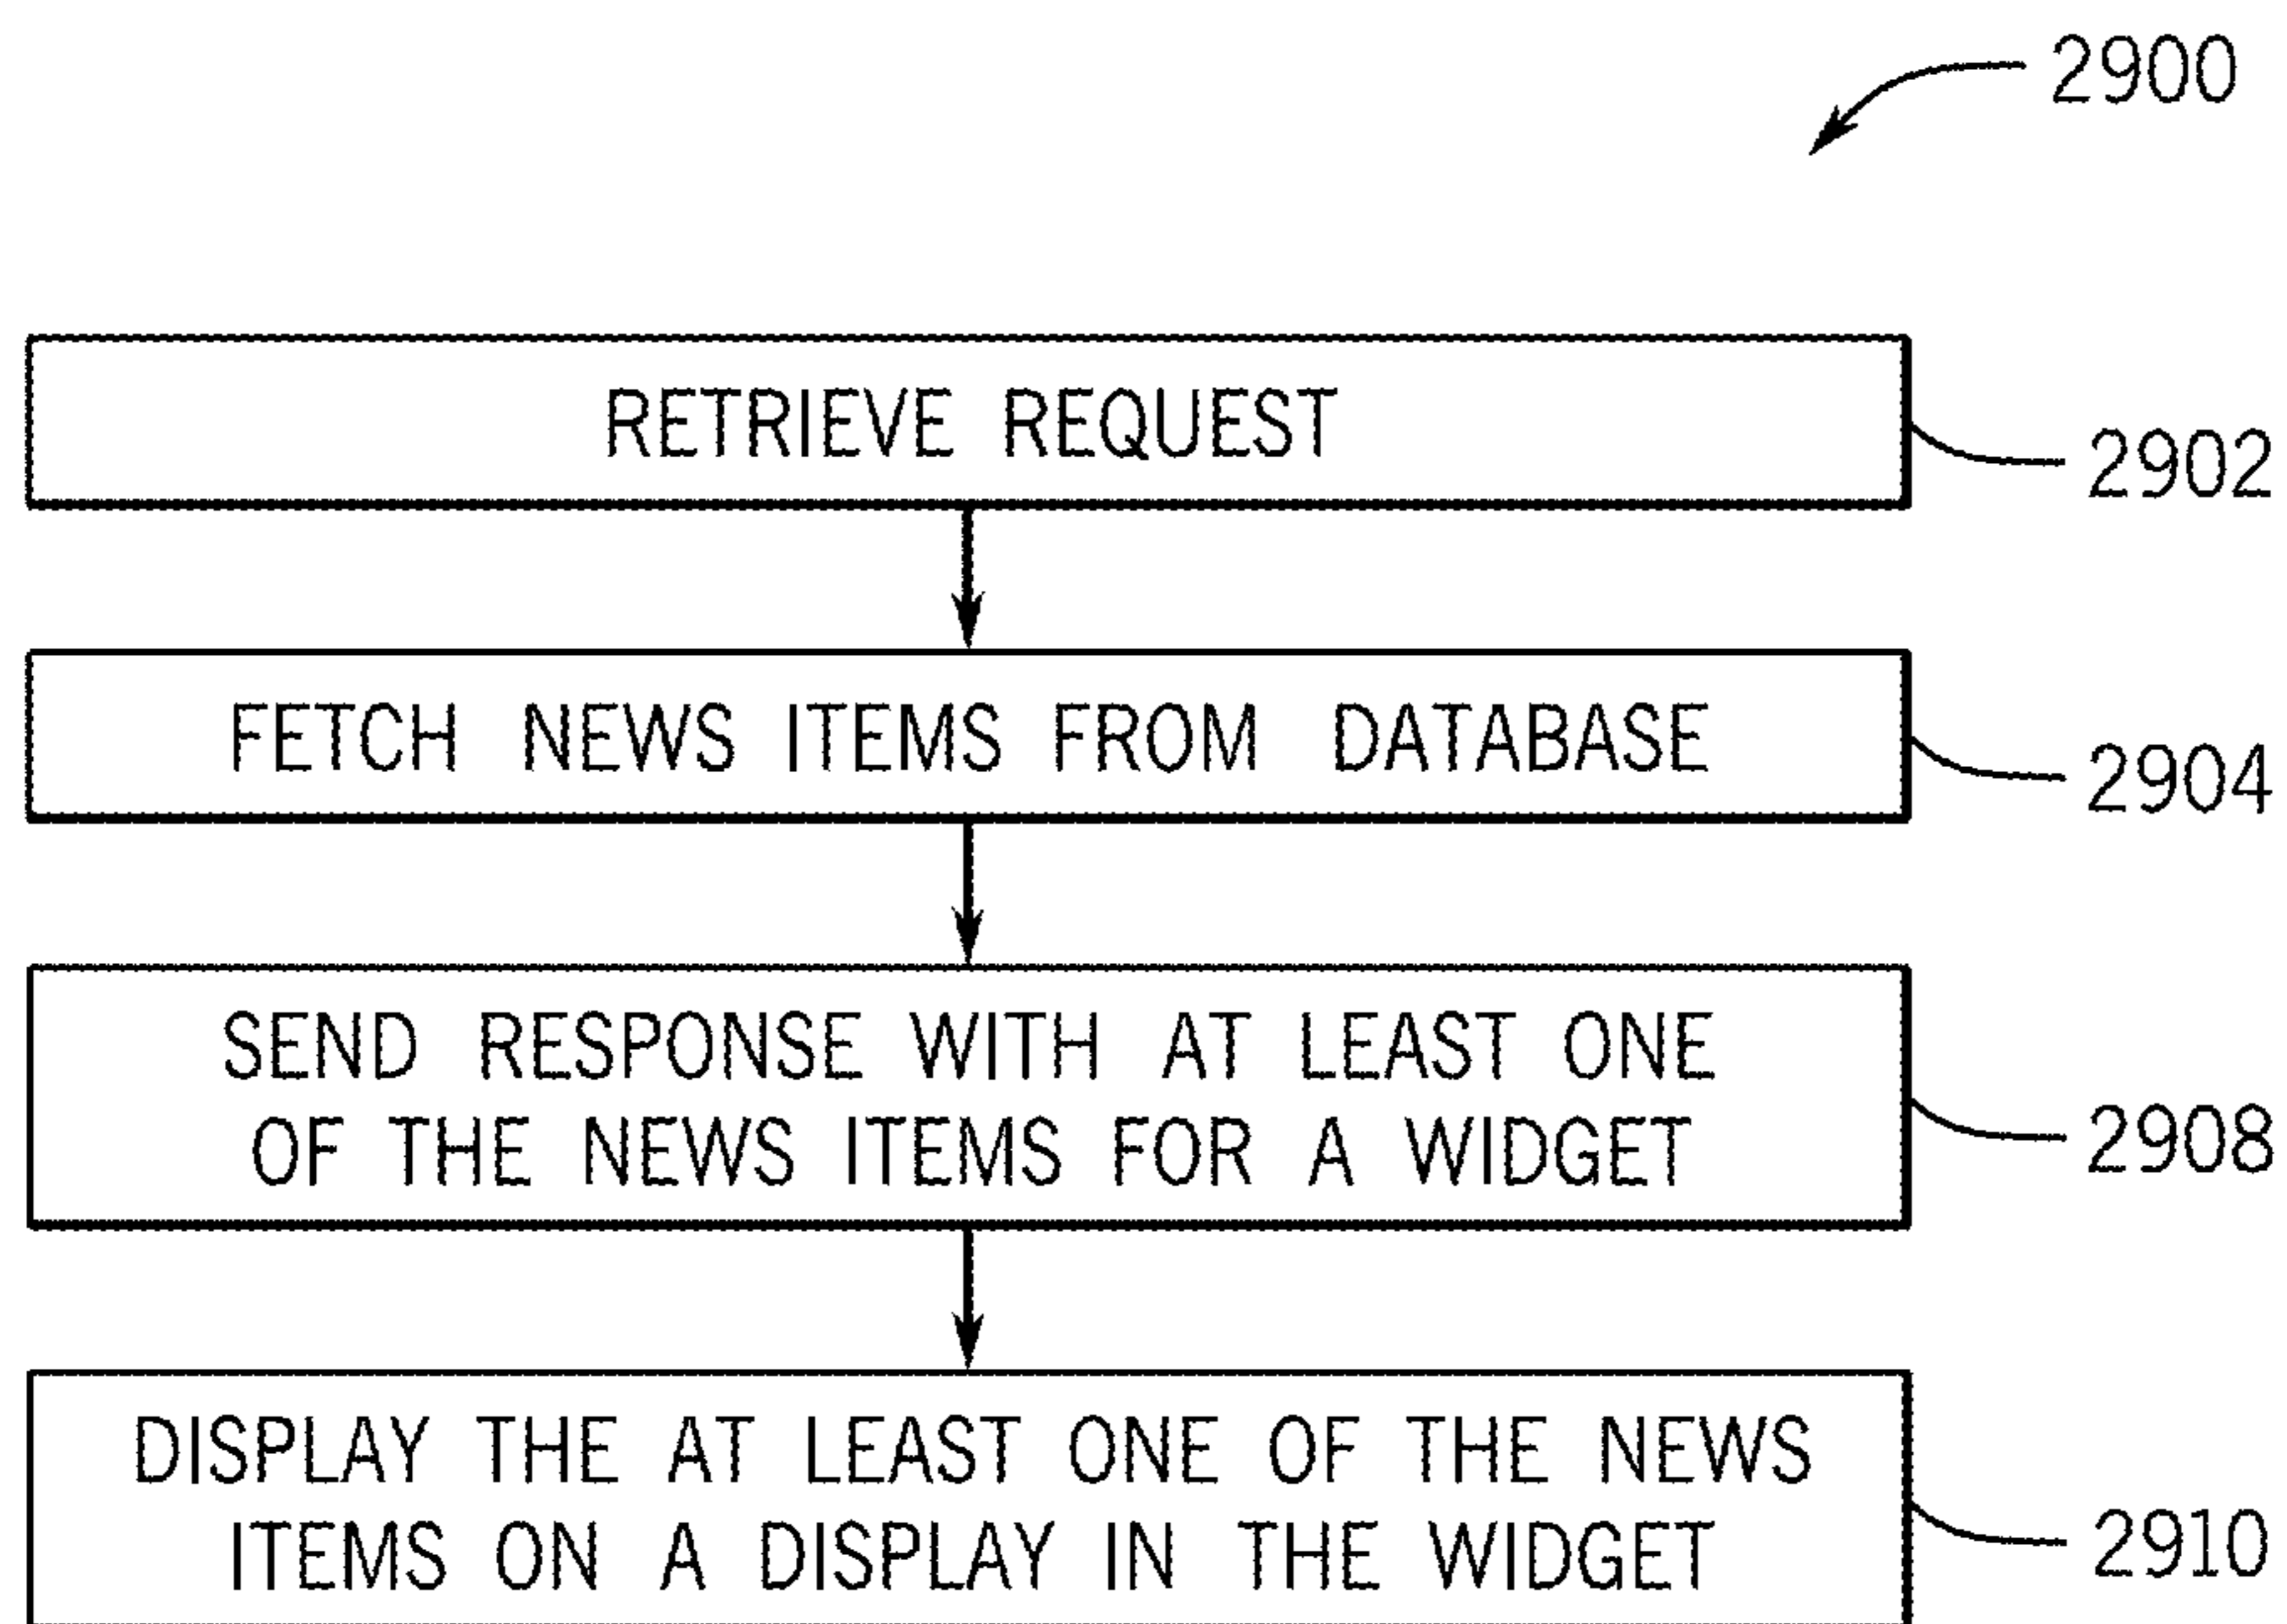 2900
RETRIEVE REQUEST
2902
FETCH NEWS ITEMS FROM DATABASE
2904
SEND RESPONSE WITH AT LEAST ONE
OF THE NEWS ITEMS FOR A WIDGET
2908
DISPLAY THE AT LEAST ONE OF THE NEWS
ITEMS ON A DISPLAY IN THE WIDGET
2910